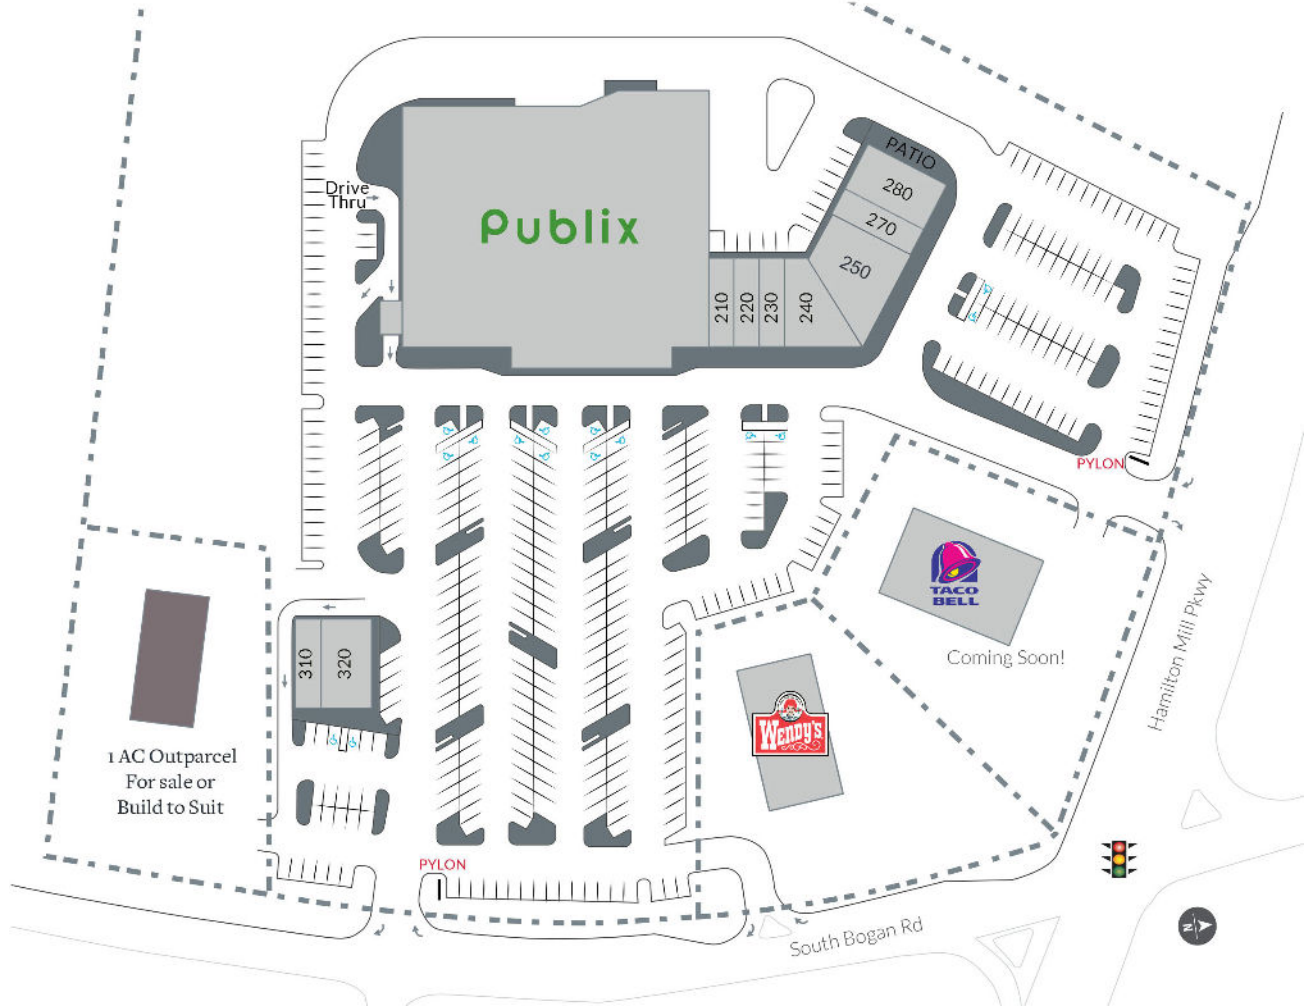 PATIO
280
Drive
Thru
Publix
270
250
210
220
230
240
PYLON
TACO
BELL
Coming Soon!
Hamilton Mill Pkwy
310
320
WENDY'S
1 AC Outparcel
For sale or
Build to Suit
PYLON
South Bogan Rd
N